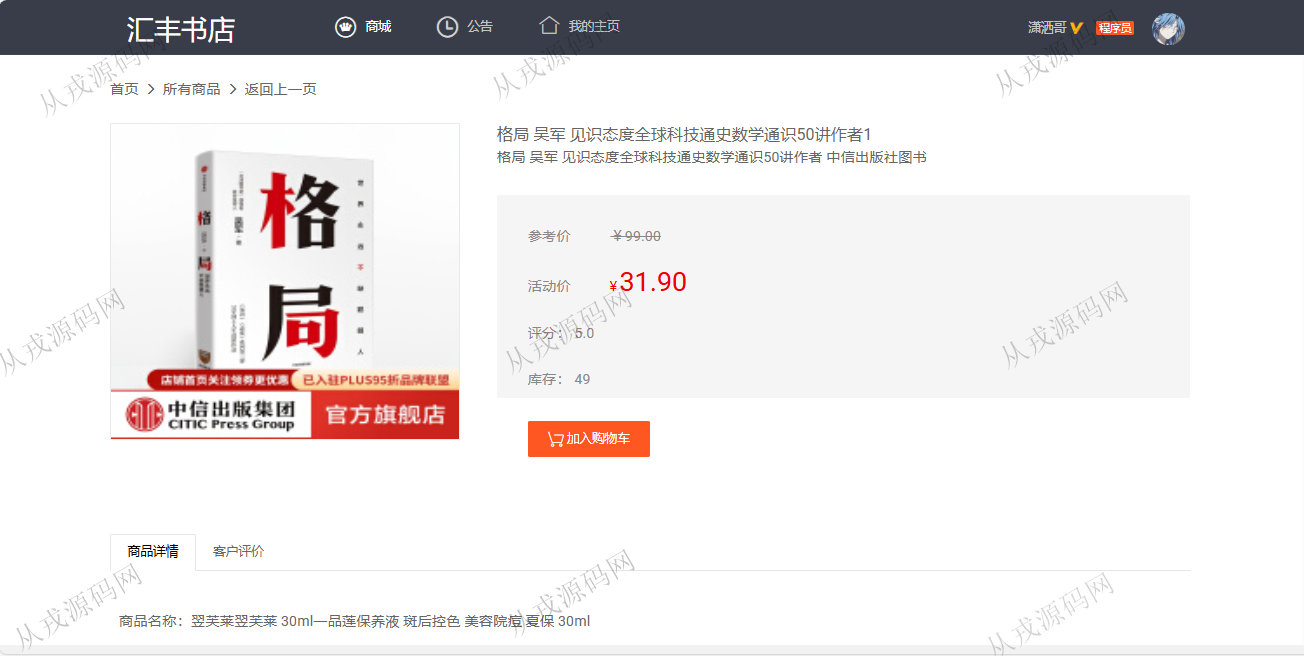 汇丰书店
商城
公告
我的主页
潇洒哥
程序员
首页 > 所有商品 > 返回上一页
格局 吴军 见识态度全球科技通史数学通识50讲作者1
格局 吴军 见识态度全球科技通史数学通识50讲作者 中信出版社图书
格局
吴军
格
局
店铺首页关注领券更优惠
已入驻PLUS95折品牌联盟
中信出版集团
CITIC Press Group
官方旗舰店
参考价 ￥99.00
活动价 ￥31.90
评分： 5.0
库存： 49
加入购物车
商品详情
客户评价
商品名称：翌芙莱翌芙莱 30ml一品莲保养液 斑后控色 美容院痘 夏保 30ml
从戎源码网
从戎源码网
从戎源码网
从戎源码网
从戎源码网
从戎源码网
从戎源码网
从戎源码网
从戎源码网